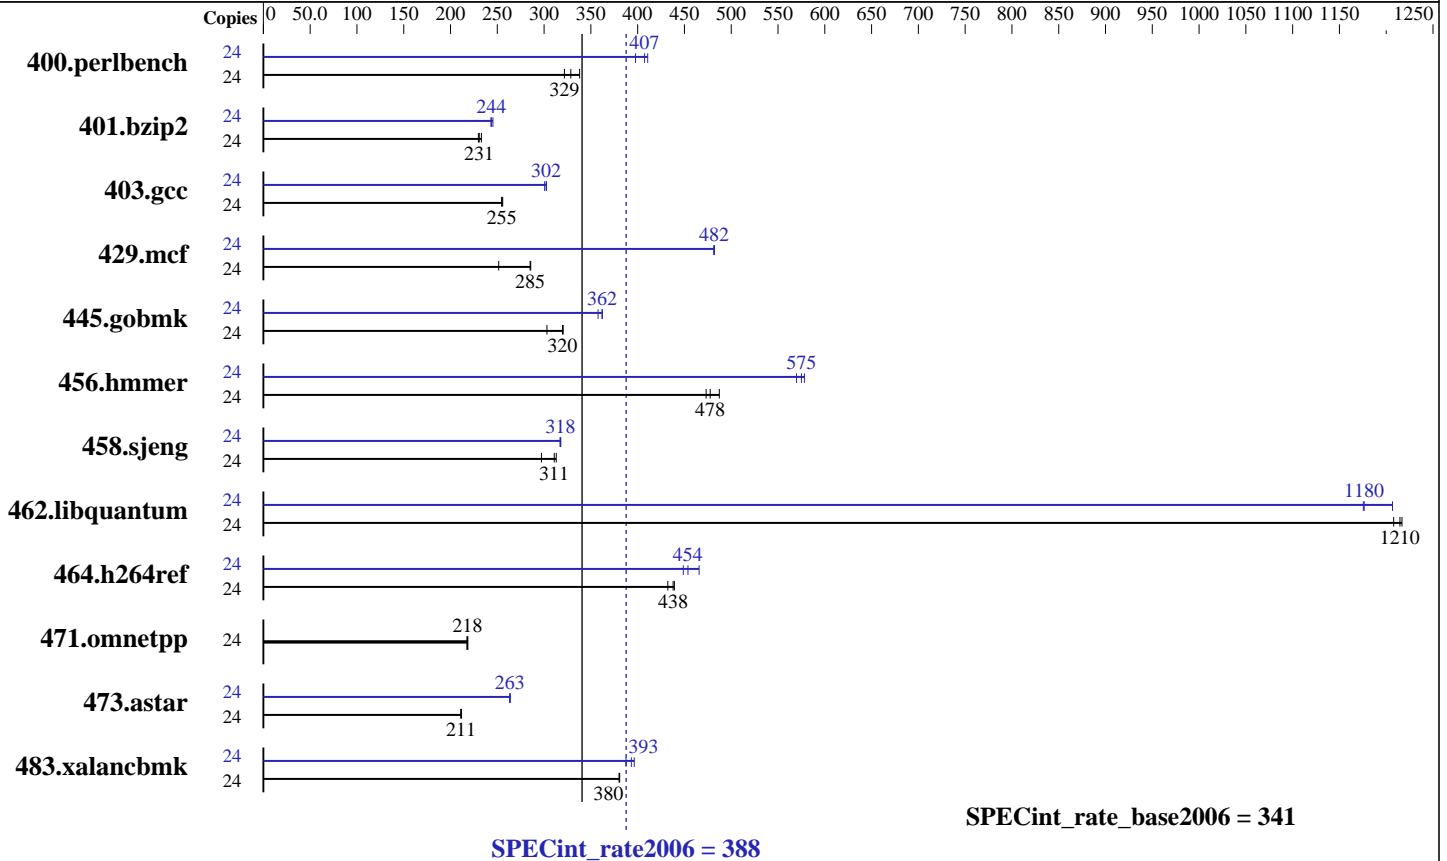 Copies 0 50.0 100 150 200 250 300 350 400 450 500 550 600 650 700 750 800 850 900 950 1000 1050 1100 1150 1250
400.perlbench 24 407
24 329
401.bzip2 24 244
24 231
403.gcc 24 302
24 255
429.mcf 24 482
24 285
445.gobmk 24 362
24 320
456.hmmer 24 575
24 478
458.sjeng 24 318
24 311
462.libquantum 24 1180
24 1210
464.h264ref 24 454
24 438
471.omnetpp 24 218
473.astar 24 263
24 211
483.xalancbmk 24 393
24 380
SPECint_rate_base2006 = 341
SPECint_rate2006 = 388